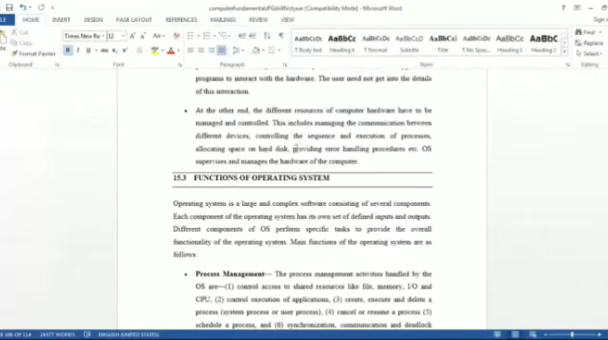 computerfundamentalsPGdskillfirstyear [Compatibility Mode] - Microsoft Word
HOME INSERT DESIGN PAGE LAYOUT REFERENCES MAILINGS REVIEW VIEW
Sign in
Cut
Copy
Format Painter
Times New Ro 12
AaBbCcDc AaBbCc AaBbCcD AaBbCcD AaBbCcI AaBbCcD AaBbCc AaBbC
T Body text Heading 4 ¶ Normal Subtitle Title ¶ No Spac... Heading 1 Heading 2
Find
Replace
Select
Clipboard Font Paragraph Styles Editing
programs to interact with the hardware. The user need not get into the details
of this interaction.
• At the other end, the different resources of computer hardware have to be
managed and controlled. This includes managing the communication between
different devices, controlling the sequence and execution of processes,
allocating space on hard disk, providing error handling procedures etc. OS
supervises and manages the hardware of the computer.
15.3 FUNCTIONS OF OPERATING SYSTEM
Operating system is a large and complex software consisting of several components.
Each component of the operating system has its own set of defined inputs and outputs.
Different components of OS perform specific tasks to provide the overall
functionality of the operating system. Main functions of the operating system are as
follows:
• Process Management— The process management activities handled by the
OS are—(1) control access to shared resources like file, memory, I/O and
CPU, (2) control execution of applications, (3) create, execute and delete a
process (system process or user process), (4) cancel or resume a process (5)
schedule a process, and (6) synchronization, communication and deadlock
ENGLISH (UNITED STATES)